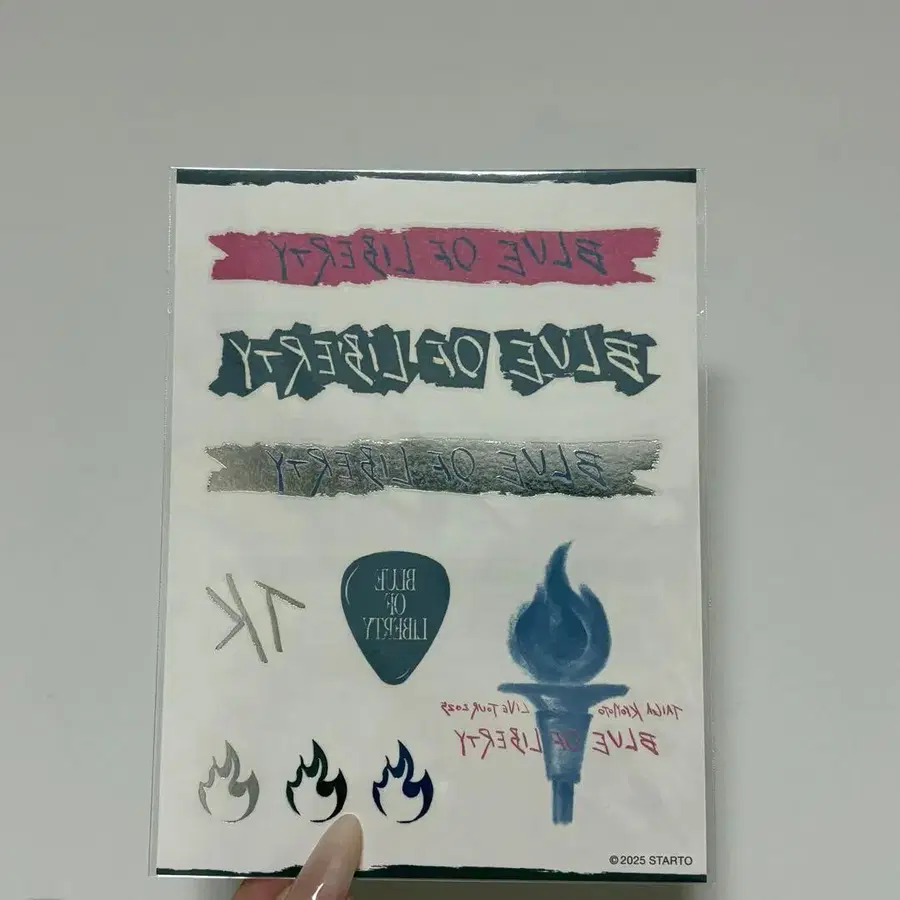 BLUE OF LIBERTY
BLUE OF LIBERTY
BLUE OF LIBERTY
TK
BLUE
OF
LIBERTY
TAIGA KYOMOTO LIVE TOUR 2025
BLUE OF LIBERTY
©2025 STARTO